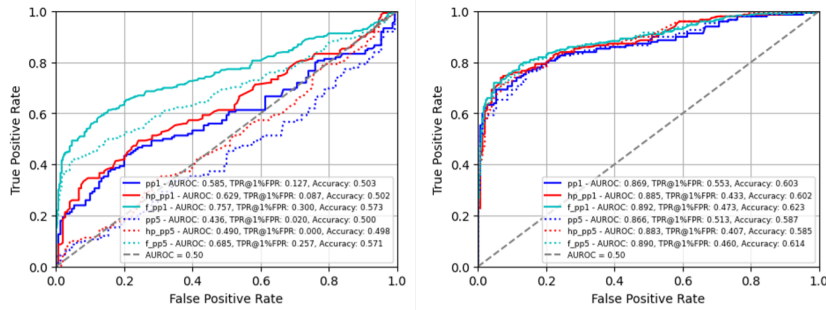 1.0
0.8
0.6
0.4
0.2
0.0
True Positive Rate
0.0 0.2 0.4 0.6 0.8 1.0
False Positive Rate
pp1 - AUROC: 0.585, TPR@1%FPR: 0.127, Accuracy: 0.503
hp_pp1 - AUROC: 0.629, TPR@1%FPR: 0.087, Accuracy: 0.502
f_pp1 - AUROC: 0.757, TPR@1%FPR: 0.300, Accuracy: 0.573
pp5 - AUROC: 0.436, TPR@1%FPR: 0.020, Accuracy: 0.500
hp_pp5 - AUROC: 0.490, TPR@1%FPR: 0.000, Accuracy: 0.498
f_pp5 - AUROC: 0.685, TPR@1%FPR: 0.257, Accuracy: 0.571
AUROC = 0.50
1.0
0.8
0.6
0.4
0.2
0.0
True Positive Rate
0.0 0.2 0.4 0.6 0.8 1.0
False Positive Rate
pp1 - AUROC: 0.869, TPR@1%FPR: 0.553, Accuracy: 0.603
hp_pp1 - AUROC: 0.885, TPR@1%FPR: 0.433, Accuracy: 0.602
f_pp1 - AUROC: 0.892, TPR@1%FPR: 0.473, Accuracy: 0.623
pp5 - AUROC: 0.866, TPR@1%FPR: 0.513, Accuracy: 0.587
hp_pp5 - AUROC: 0.883, TPR@1%FPR: 0.407, Accuracy: 0.585
f_pp5 - AUROC: 0.890, TPR@1%FPR: 0.460, Accuracy: 0.614
AUROC = 0.50